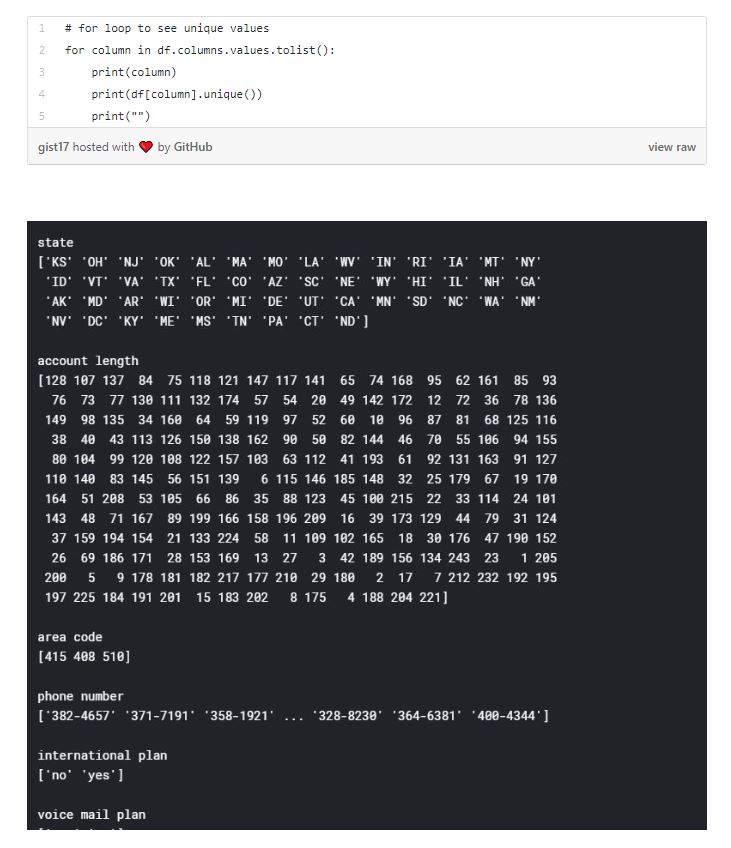 1 # for loop to see unique values
2 for column in df.columns.values.tolist():
3 print(column)
4 print(df[column].unique())
5 print("")
gist17 hosted with ❤ by GitHub view raw
state
['KS' 'OH' 'NJ' 'OK' 'AL' 'MA' 'MO' 'LA' 'WV' 'IN' 'RI' 'IA' 'MT' 'NY'
'ID' 'VT' 'VA' 'TX' 'FL' 'CO' 'AZ' 'SC' 'NE' 'WY' 'HI' 'IL' 'NH' 'GA'
'AK' 'MD' 'AR' 'WI' 'OR' 'MI' 'DE' 'UT' 'CA' 'MN' 'SD' 'NC' 'WA' 'NM'
'NV' 'DC' 'KY' 'ME' 'MS' 'TN' 'PA' 'CT' 'ND']
account length
[128 107 137 84 75 118 121 147 117 141 65 74 168 95 62 161 85 93
76 73 77 130 111 132 174 57 54 20 49 142 172 12 72 36 78 136
149 98 135 34 160 64 59 119 97 52 60 10 96 87 81 68 125 116
38 40 43 113 126 150 138 162 90 50 82 144 46 70 55 106 94 155
80 104 99 120 108 122 157 103 63 112 41 193 61 92 131 163 91 127
110 140 83 145 56 151 139 6 115 146 185 148 32 25 179 67 19 170
164 51 208 53 105 66 86 35 88 123 45 100 215 22 33 114 24 101
143 48 71 167 89 199 166 158 196 209 16 39 173 129 44 79 31 124
37 159 194 154 21 133 224 58 11 109 102 165 18 30 176 47 190 152
26 69 186 171 28 153 169 13 27 3 42 189 156 134 243 23 1 205
200 5 9 178 181 182 217 177 210 29 180 2 17 7 212 232 192 195
197 225 184 191 201 15 183 202 8 175 4 188 204 221]
area code
[415 408 510]
phone number
['382-4657' '371-7191' '358-1921' ... '328-8230' '364-6381' '400-4344']
international plan
['no' 'yes']
voice mail plan